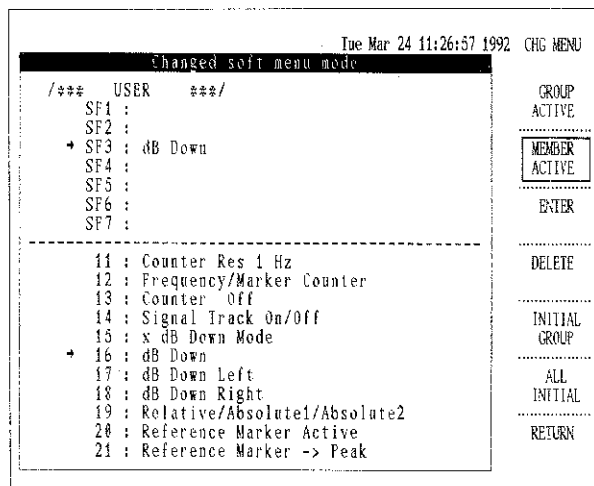 Tue Mar 24 11:26:57 1992 CHG MENU
Changed soft menu mode
/*** USER ***/
SF1 :
SF2 :
→ SF3 : dB Down
SF4 :
SF5 :
SF6 :
SF7 :
11 : Counter Res 1 Hz
12 : Frequency/Marker Counter
13 : Counter Off
14 : Signal Track On/Off
15 : x dB Down Mode
→ 16 : dB Down
17 : dB Down Left
18 : dB Down Right
19 : Relative/Absolute1/Absolute2
20 : Reference Marker Active
21 : Reference Marker -> Peak
GROUP
ACTIVE
MEMBER
ACTIVE
ENTER
DELETE
INITIAL
GROUP
ALL
INITIAL
RETURN